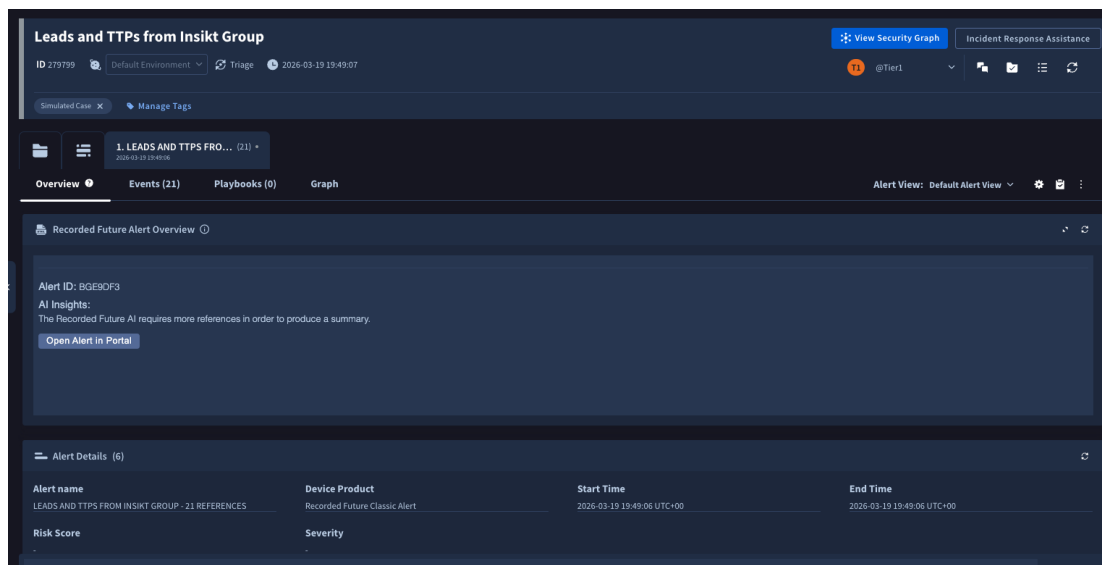 Leads and TTPs from Insikt Group
View Security Graph
Incident Response Assistance
ID 279799
Default Environment
Triage
2026-03-19 19:49:07
T1
@Tier1
Simulated Case
Manage Tags
1. LEADS AND TTPS FRO... (21)
2026-03-19 19:49:06
Overview
Events (21)
Playbooks (0)
Graph
Alert View: Default Alert View
Recorded Future Alert Overview
Alert ID: BGE9DF3
AI Insights:
The Recorded Future AI requires more references in order to produce a summary.
Open Alert in Portal
Alert Details (6)
Alert name
Device Product
Start Time
End Time
LEADS AND TTPS FROM INSIKT GROUP - 21 REFERENCES
Recorded Future Classic Alert
2026-03-19 19:49:06 UTC+00
2026-03-19 19:49:06 UTC+00
Risk Score
Severity
-
-